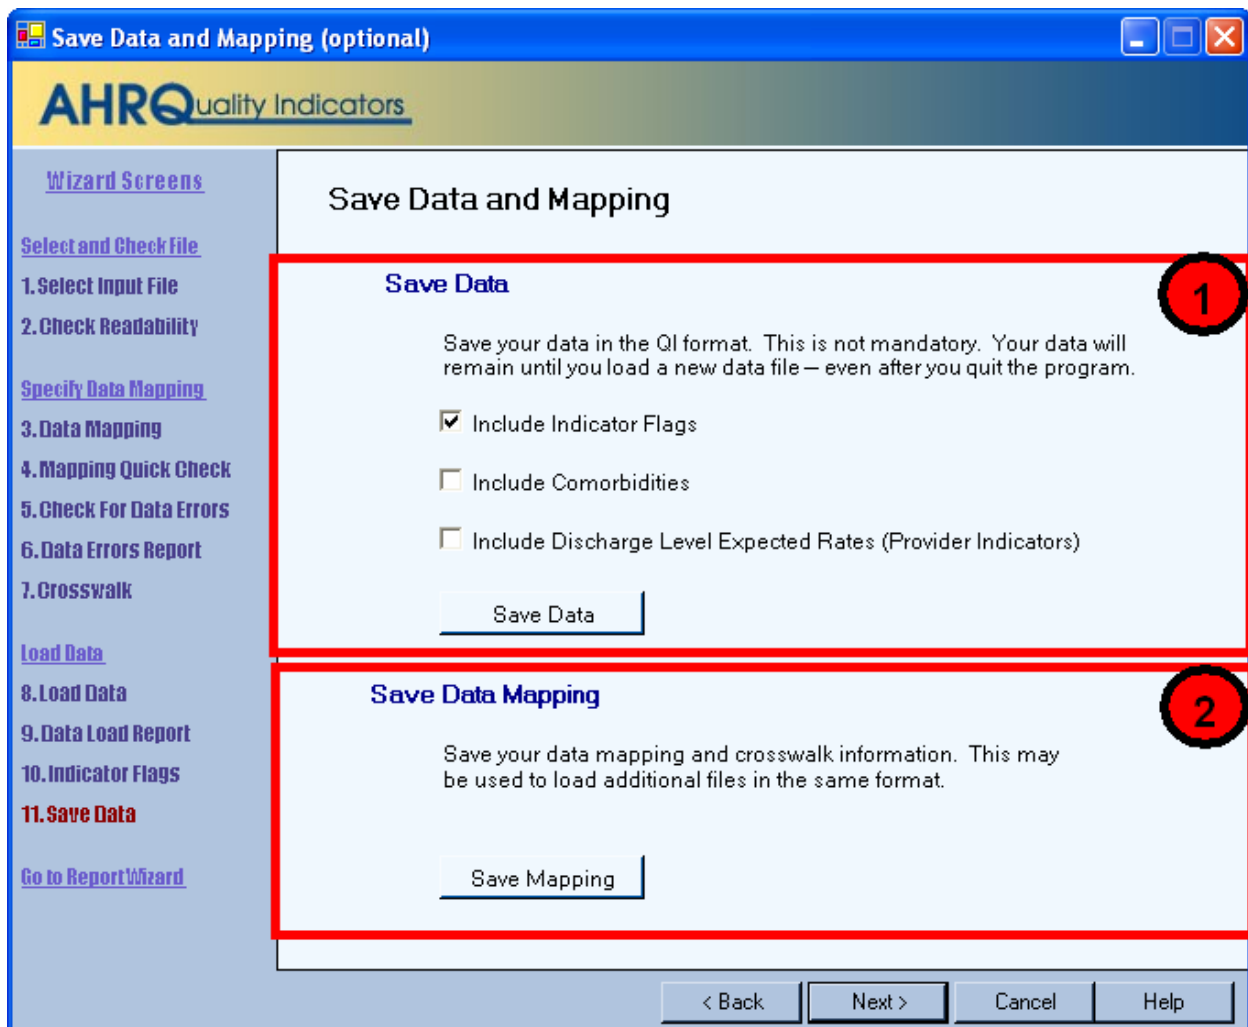 Save Data and Mapping (optional)
AHRQuality Indicators
Wizard Screens
Select and Check File
1. Select Input File
2. Check Readability
Specify Data Mapping
3. Data Mapping
4. Mapping Quick Check
5. Check For Data Errors
6. Data Errors Report
7. Crosswalk
Load Data
8. Load Data
9. Data Load Report
10. Indicator Flags
11. Save Data
Go to Report Wizard
Save Data and Mapping
1
Save Data
Save your data in the QI format. This is not mandatory. Your data will
remain until you load a new data file – even after you quit the program.
Include Indicator Flags
Include Comorbidities
Include Discharge Level Expected Rates (Provider Indicators)
Save Data
2
Save Data Mapping
Save your data mapping and crosswalk information. This may
be used to load additional files in the same format.
Save Mapping
< Back
Next >
Cancel
Help